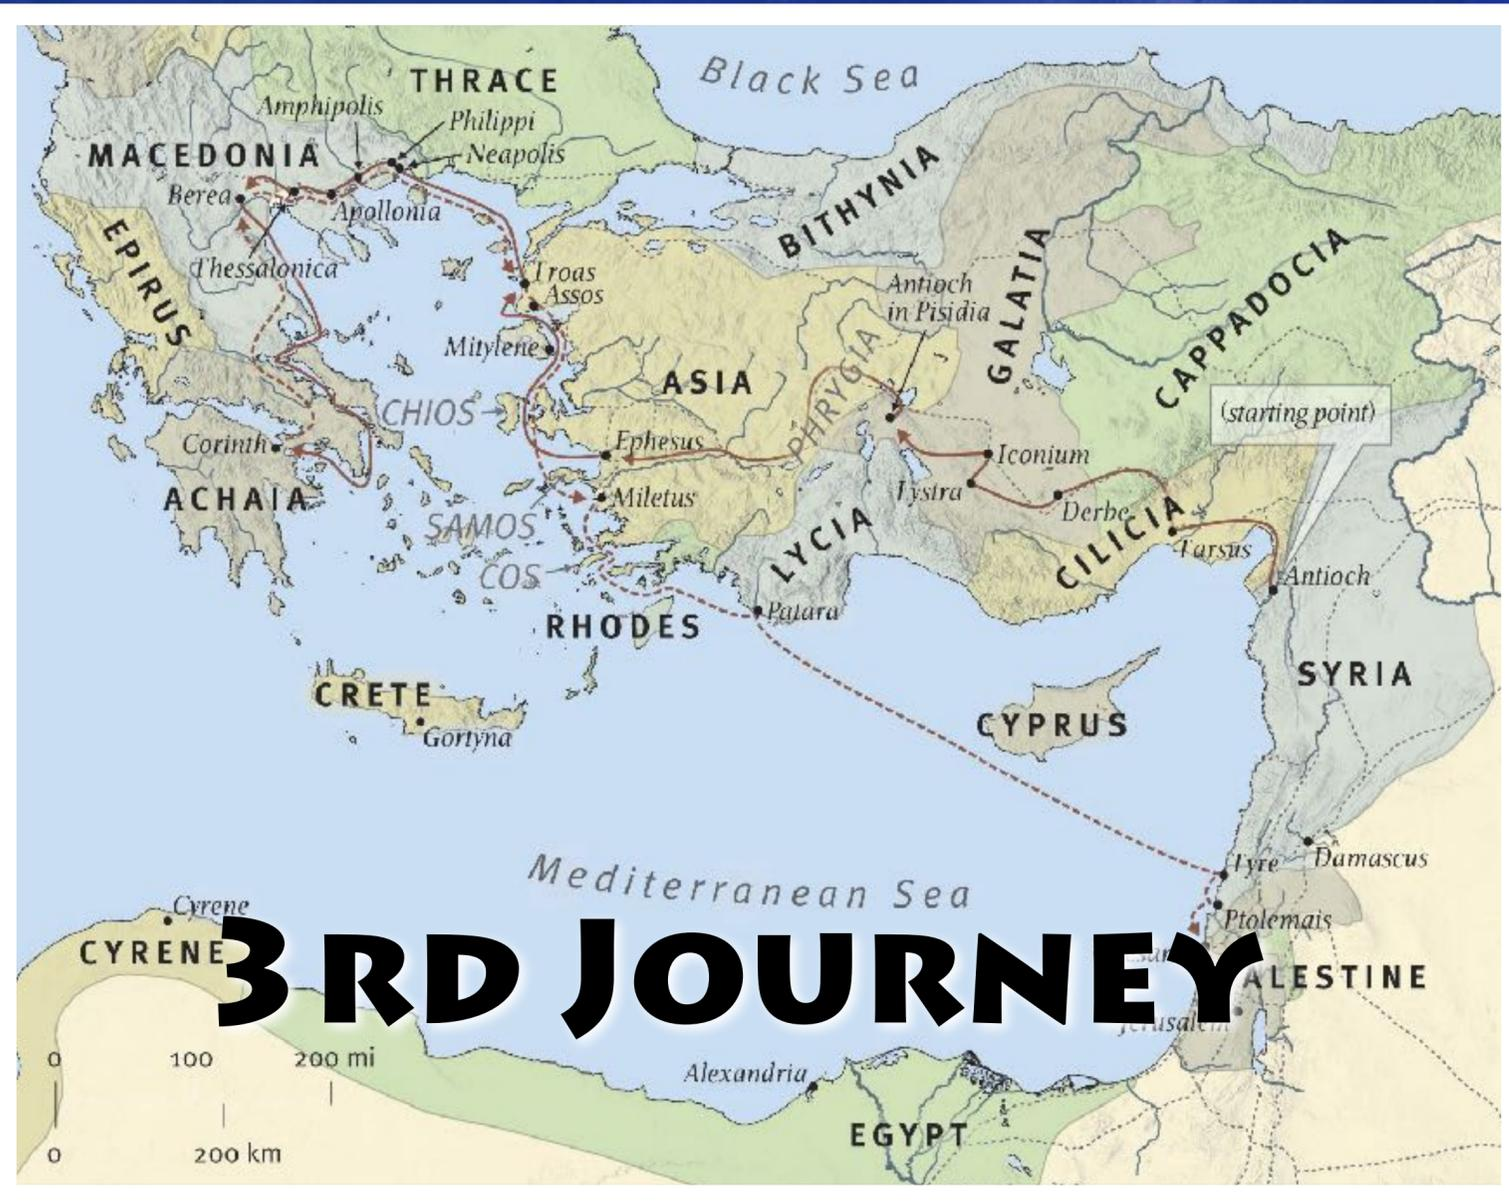 Black Sea
THRACE
Amphipolis
Philippi
MACEDONIA
Neapolis
Berea
Apollonia
BITHYNIA
EPIRUS
Thessalonica
Troas
Assos
Antioch
in Pisidia
GALATIA
CAPPADOCIA
Mitylene
ASIA
PHRYGIA
CHIOS
(starting point)
Corinth
Ephesus
Iconium
ACHAIA
Miletus
Lystra
Derbe
SAMOS
LYCIA
CILICIA
Tarsus
COS
Antioch
Patara
RHODES
SYRIA
CRETE
CYPRUS
Gortyna
Mediterranean Sea
Tyre
Damascus
Cyrene
Ptolemais
CYRENE
3RD JOURNEY
ALESTINE
Jerusalem
0 100 200 mi
Alexandria
EGYPT
0 200 km